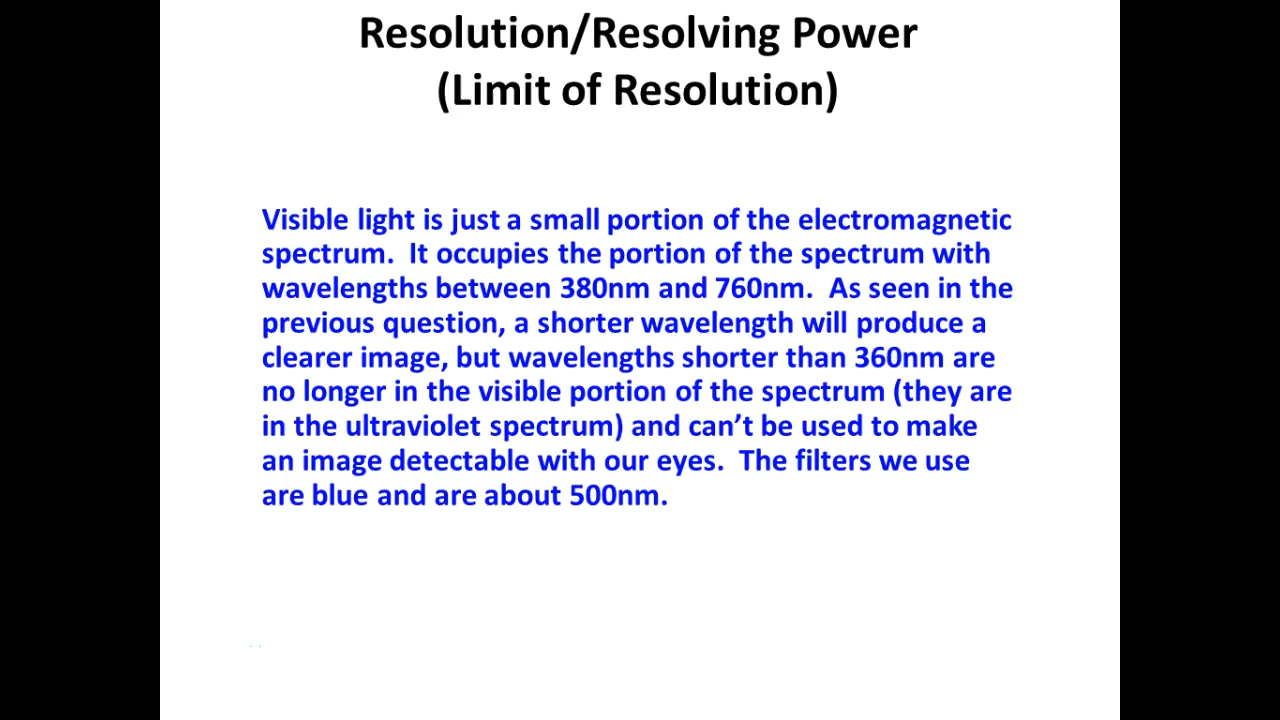 Resolution/Resolving Power
(Limit of Resolution)
Visible light is just a small portion of the electromagnetic
spectrum.  It occupies the portion of the spectrum with
wavelengths between 380nm and 760nm.  As seen in the
previous question, a shorter wavelength will produce a
clearer image, but wavelengths shorter than 360nm are
no longer in the visible portion of the spectrum (they are
in the ultraviolet spectrum) and can’t be used to make
an image detectable with our eyes.  The filters we use
are blue and are about 500nm.